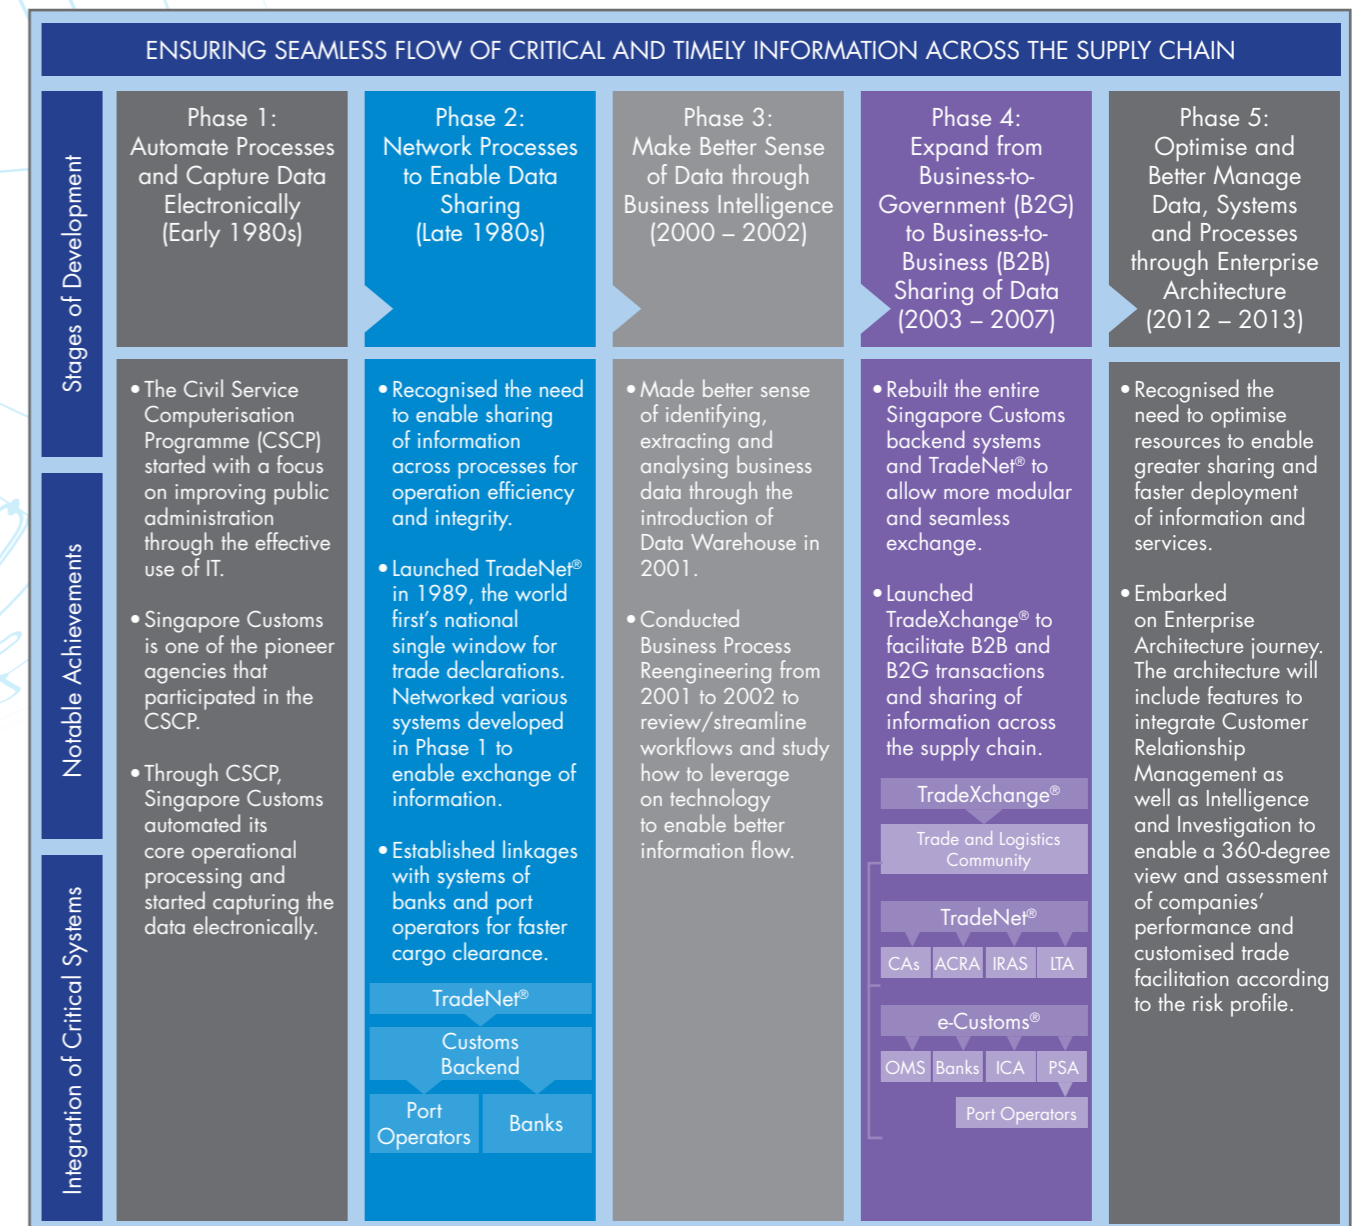 ENSURING SEAMLESS FLOW OF CRITICAL AND TIMELY INFORMATION ACROSS THE SUPPLY CHAIN
Stages of Development
Phase 1:
Automate Processes
and Capture Data
Electronically
(Early 1980s)
Phase 2:
Network Processes
to Enable Data
Sharing
(Late 1980s)
Phase 3:
Make Better Sense
of Data through
Business Intelligence
(2000 – 2002)
Phase 4:
Expand from
Business-to-
Government (B2G)
to Business-to-
Business (B2B)
Sharing of Data
(2003 – 2007)
Phase 5:
Optimise and
Better Manage
Data, Systems
and Processes
through Enterprise
Architecture
(2012 – 2013)
Notable Achievements
• The Civil Service
Computerisation
Programme (CSCP)
started with a focus
on improving public
administration
through the effective
use of IT.
• Singapore Customs
is one of the pioneer
agencies that
participated in the
CSCP.
• Through CSCP,
Singapore Customs
automated its
core operational
processing and
started capturing the
data electronically.
• Recognised the need
to enable sharing
of information
across processes for
operation efficiency
and integrity.
• Launched TradeNet®
in 1989, the world
first's national
single window for
trade declarations.
Networked various
systems developed
in Phase 1 to
enable exchange of
information.
• Established linkages
with systems of
banks and port
operators for faster
cargo clearance.
• Made better sense
of identifying,
extracting and
analysing business
data through the
introduction of
Data Warehouse in
2001.
• Conducted
Business Process
Reengineering from
2001 to 2002 to
review/streamline
workflows and study
how to leverage
on technology
to enable better
information flow.
• Rebuilt the entire
Singapore Customs
backend systems
and TradeNet® to
allow more modular
and seamless
exchange.
• Launched
TradeXchange® to
facilitate B2B and
B2G transactions
and sharing of
information across
the supply chain.
• Recognised the
need to optimise
resources to enable
greater sharing and
faster deployment
of information and
services.
• Embarked
on Enterprise
Architecture journey.
The architecture will
include features to
integrate Customer
Relationship
Management as
well as Intelligence
and Investigation to
enable a 360-degree
view and assessment
of companies'
performance and
customised trade
facilitation according
to the risk profile.
Integration of Critical Systems
TradeNet®
Customs
Backend
Port
Operators
Banks
TradeXchange®
Trade and Logistics
Community
TradeNet®
CAs ACRA IRAS LTA
e-Customs®
OMS Banks ICA PSA
Port Operators